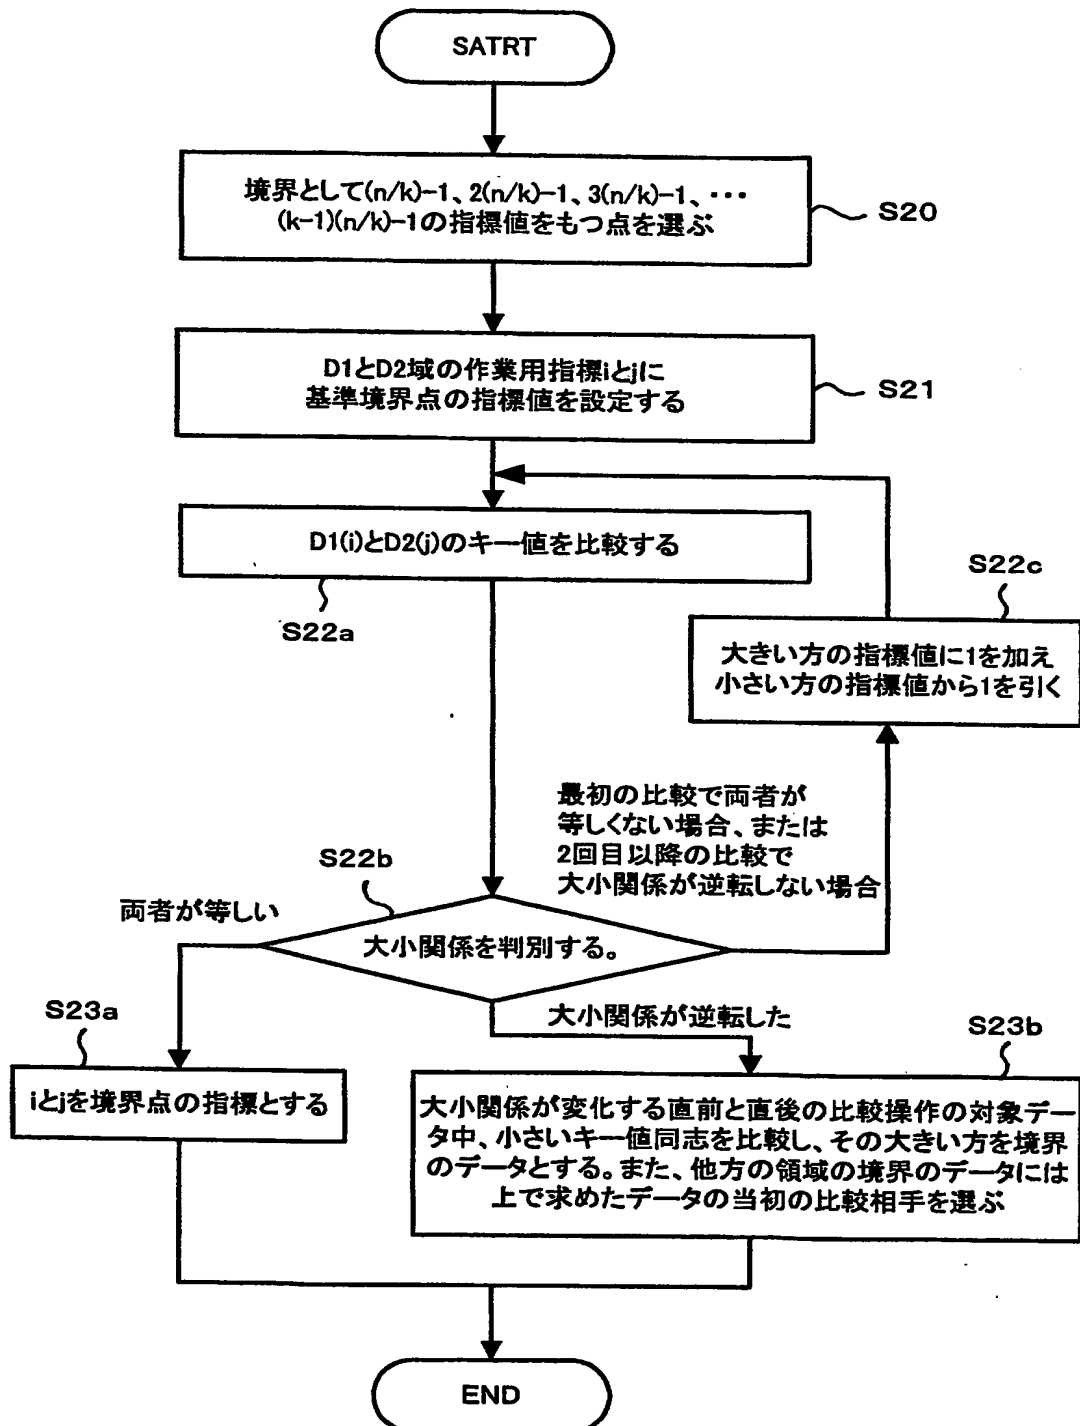 SATRT
境界として(n/k)-1、2(n/k)-1、3(n/k)-1、・・・
(k-1)(n/k)-1の指標値をもつ点を選ぶ
S20
D1とD2域の作業用指標iとjに
基準境界点の指標値を設定する
S21
D1(i)とD2(j)のキー値を比較する
S22a
S22c
大きい方の指標値に1を加え
小さい方の指標値から1を引く
最初の比較で両者が
等しくない場合、または
2回目以降の比較で
大小関係が逆転しない場合
S22b
両者が等しい
大小関係を判別する。
大小関係が逆転した
S23a
iとjを境界点の指標とする
S23b
大小関係が変化する直前と直後の比較操作の対象デー
タ中、小さいキー値同志を比較し、その大きい方を境界
のデータとする。また、他方の領域の境界のデータには
上で求めたデータの当初の比較相手を選ぶ
END